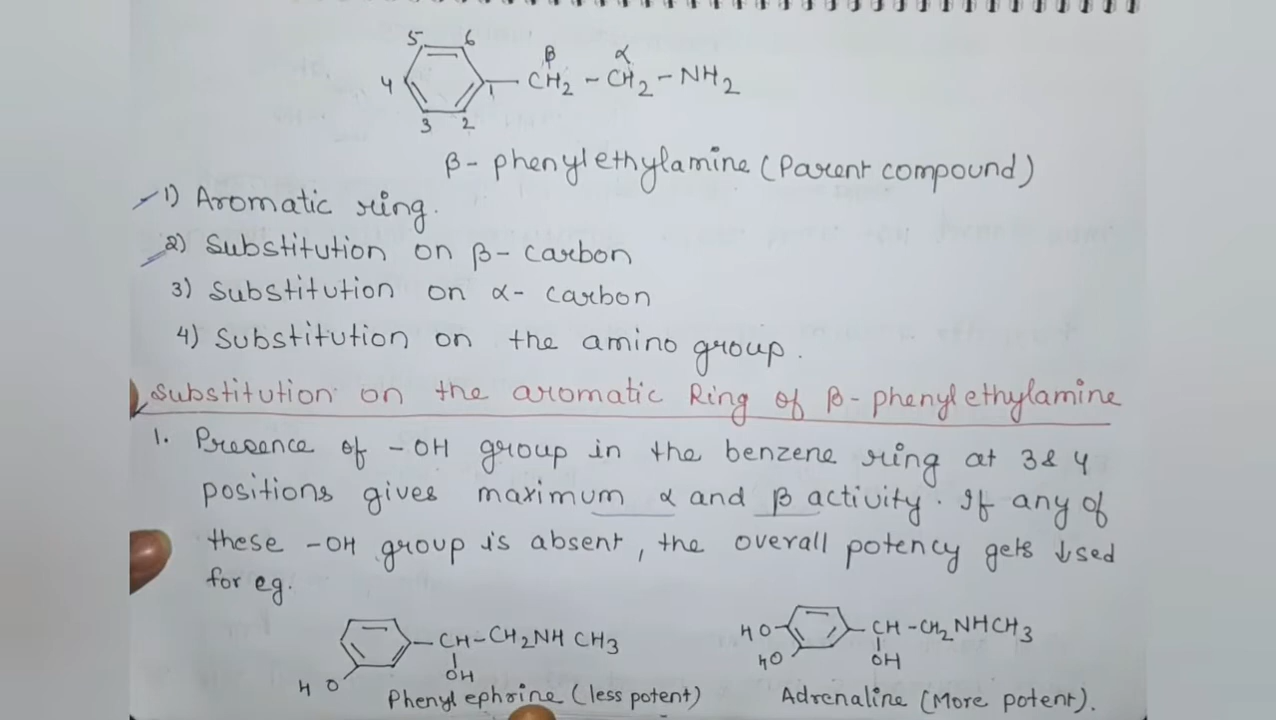 5 6
β α
4 1 CH2 - CH2 - NH2
3 2
β- phenylethylamine (Parent compound)
1) Aromatic ring.
2) Substitution on β- carbon
3) Substitution on α- carbon
4) Substitution on the amino group.
Substitution on the aromatic Ring of β- phenylethylamine
1. Presence of -OH group in the benzene ring at 3 & 4
positions gives maximum α and β activity. If any of
these -OH group is absent, the overall potency gets ↓sed
for eg.
CH-CH2NH CH3 HO CH-CH2NHCH3
HO OH HO OH
Phenyl ephrine (less potent) Adrenaline (More potent).